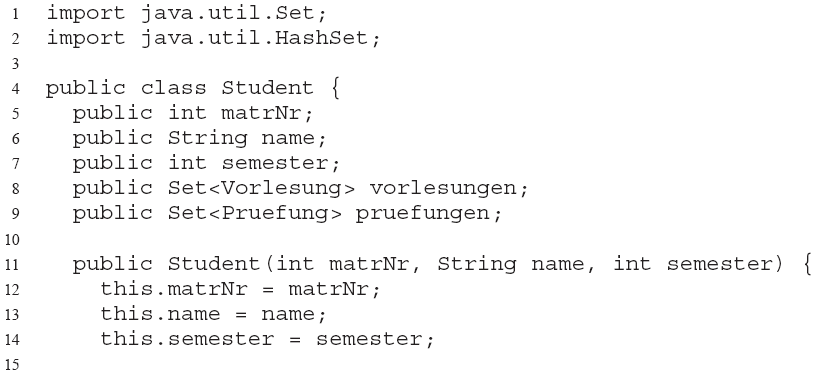 1 import java.util.Set;
2 import java.util.HashSet;
3
4 public class Student {
5 public int matrNr;
6 public String name;
7 public int semester;
8 public Set<Vorlesung> vorlesungen;
9 public Set<Pruefung> pruefungen;
10
11 public Student(int matrNr, String name, int semester) {
12 this.matrNr = matrNr;
13 this.name = name;
14 this.semester = semester;
15